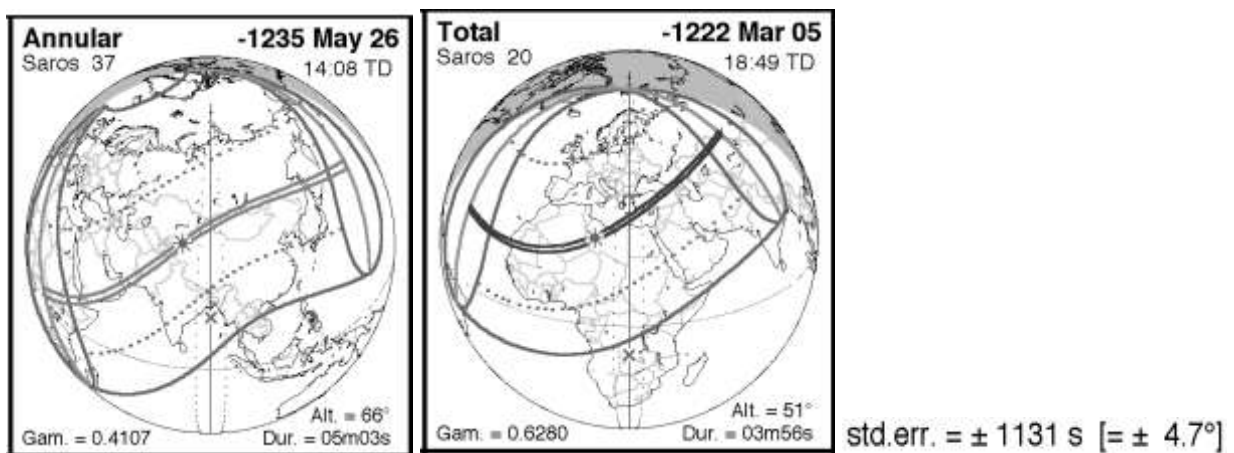 Annular -1235 May 26
Saros 37 14:08 TD
Alt. = 66°
Gam. = 0.4107 Dur. = 05m03s
Total -1222 Mar 05
Saros 20 18:49 TD
Alt. = 51°
Gam. = 0.6280 Dur. = 03m56s
std.err. = ± 1131 s [= ± 4.7°]